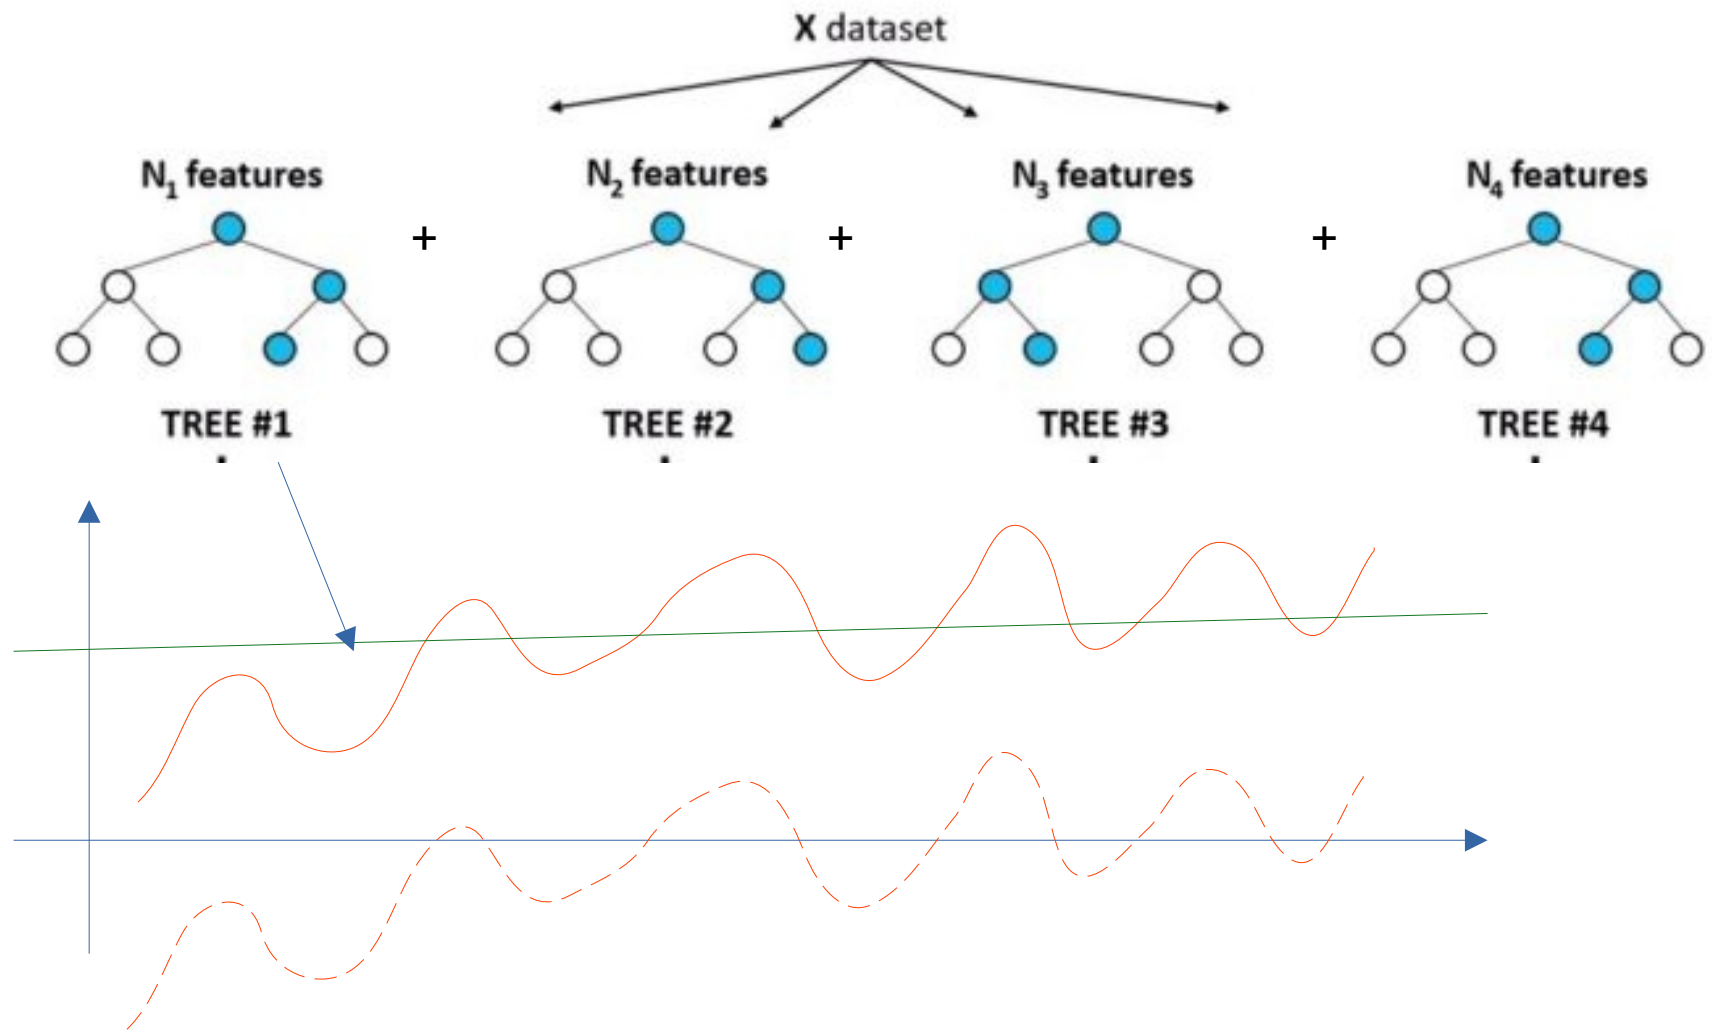 X dataset
N₁ features
N₂ features
N₃ features
N₄ features
+
+
+
TREE #1
TREE #2
TREE #3
TREE #4